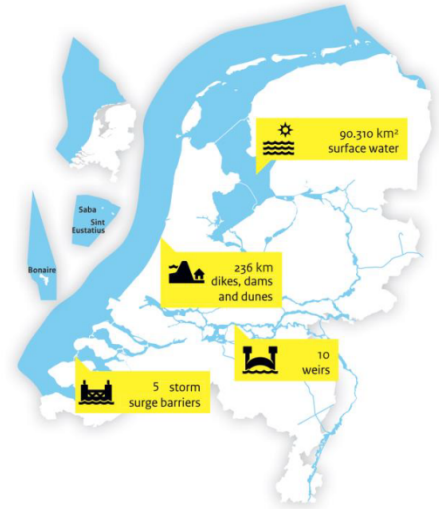 90.310 km²
surface water
Saba
Sint
Eustatius
Bonaire
236 km
dikes, dams
and dunes
10
weirs
5 storm
surge barriers